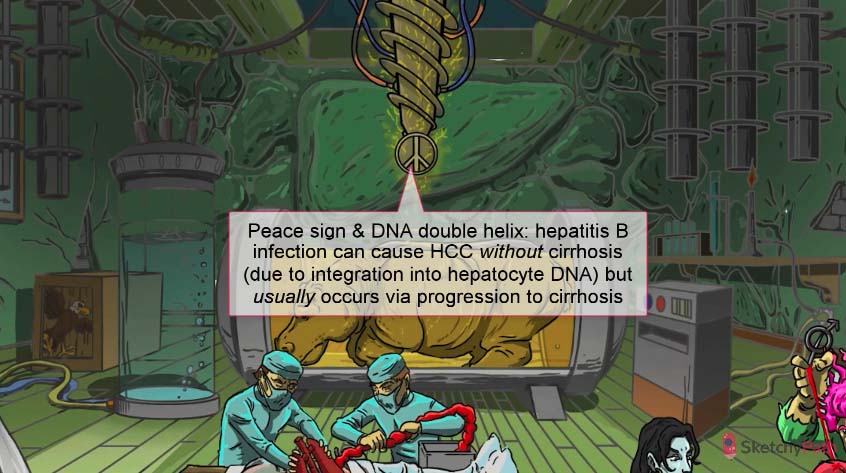 Peace sign & DNA double helix: hepatitis B
infection can cause HCC without cirrhosis
(due to integration into hepatocyte DNA) but
usually occurs via progression to cirrhosis